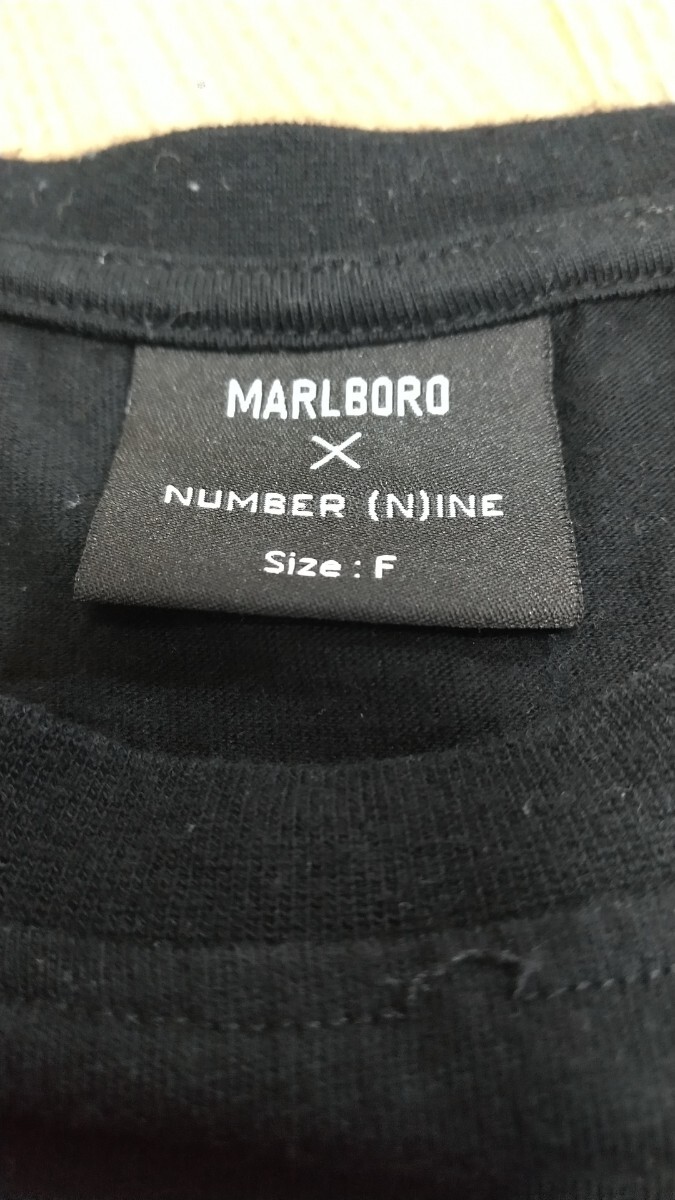 MARLBORO
×
NUMBER (N)INE
Size : F